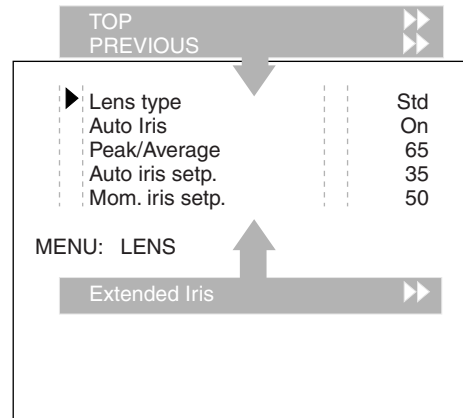 TOP
PREVIOUS
Lens type Std
Auto Iris On
Peak/Average 65
Auto iris setp. 35
Mom. iris setp. 50
MENU: LENS
Extended Iris